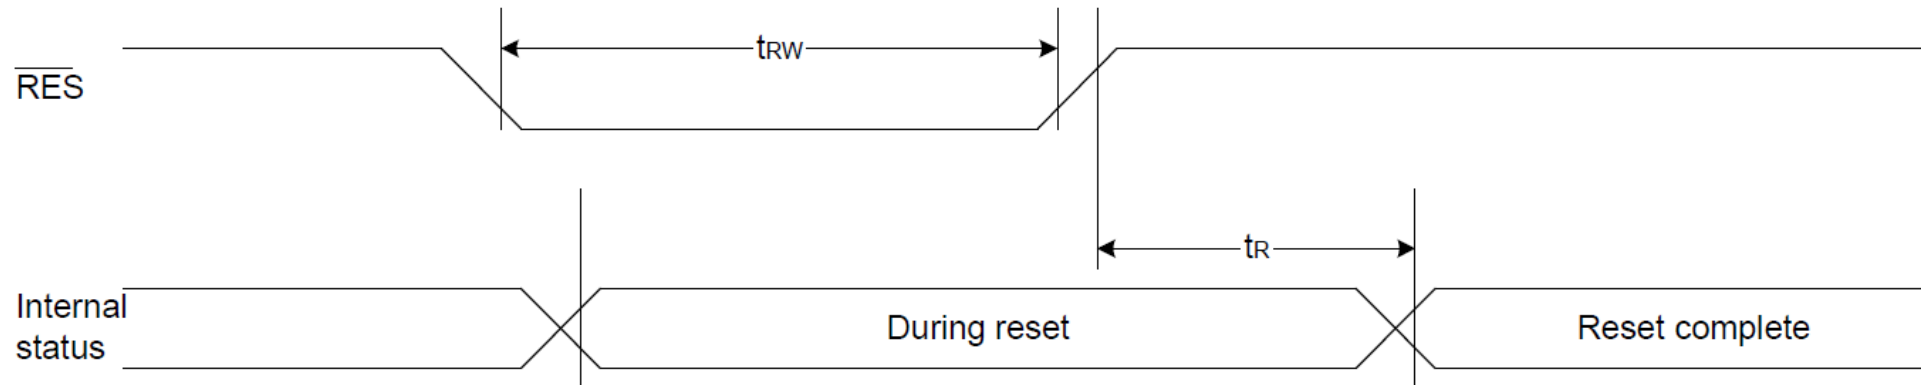 tRW
RES
tR
Internal
status
During reset
Reset complete